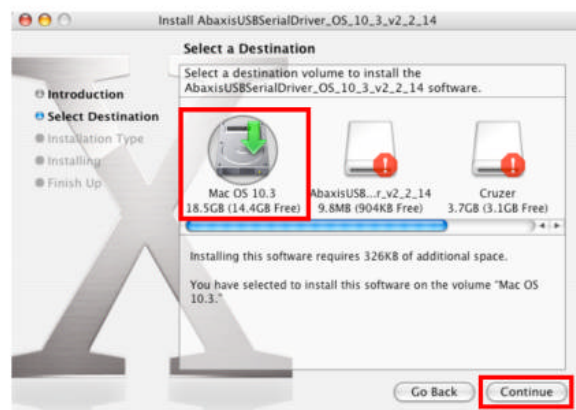 Install AbaxisUSBSerialDriver_OS_10_3_v2_2_14
Select a Destination
Select a destination volume to install the
AbaxisUSBSerialDriver_OS_10_3_v2_2_14 software.
Introduction
Select Destination
Installation Type
Installing
Finish Up
Mac OS 10.3
18.5GB (14.4GB Free)
AbaxisUSB...r_v2_2_14
9.8MB (904KB Free)
Cruzer
3.7GB (3.1GB Free)
Installing this software requires 326KB of additional space.
You have selected to install this software on the volume "Mac OS
10.3."
Go Back
Continue